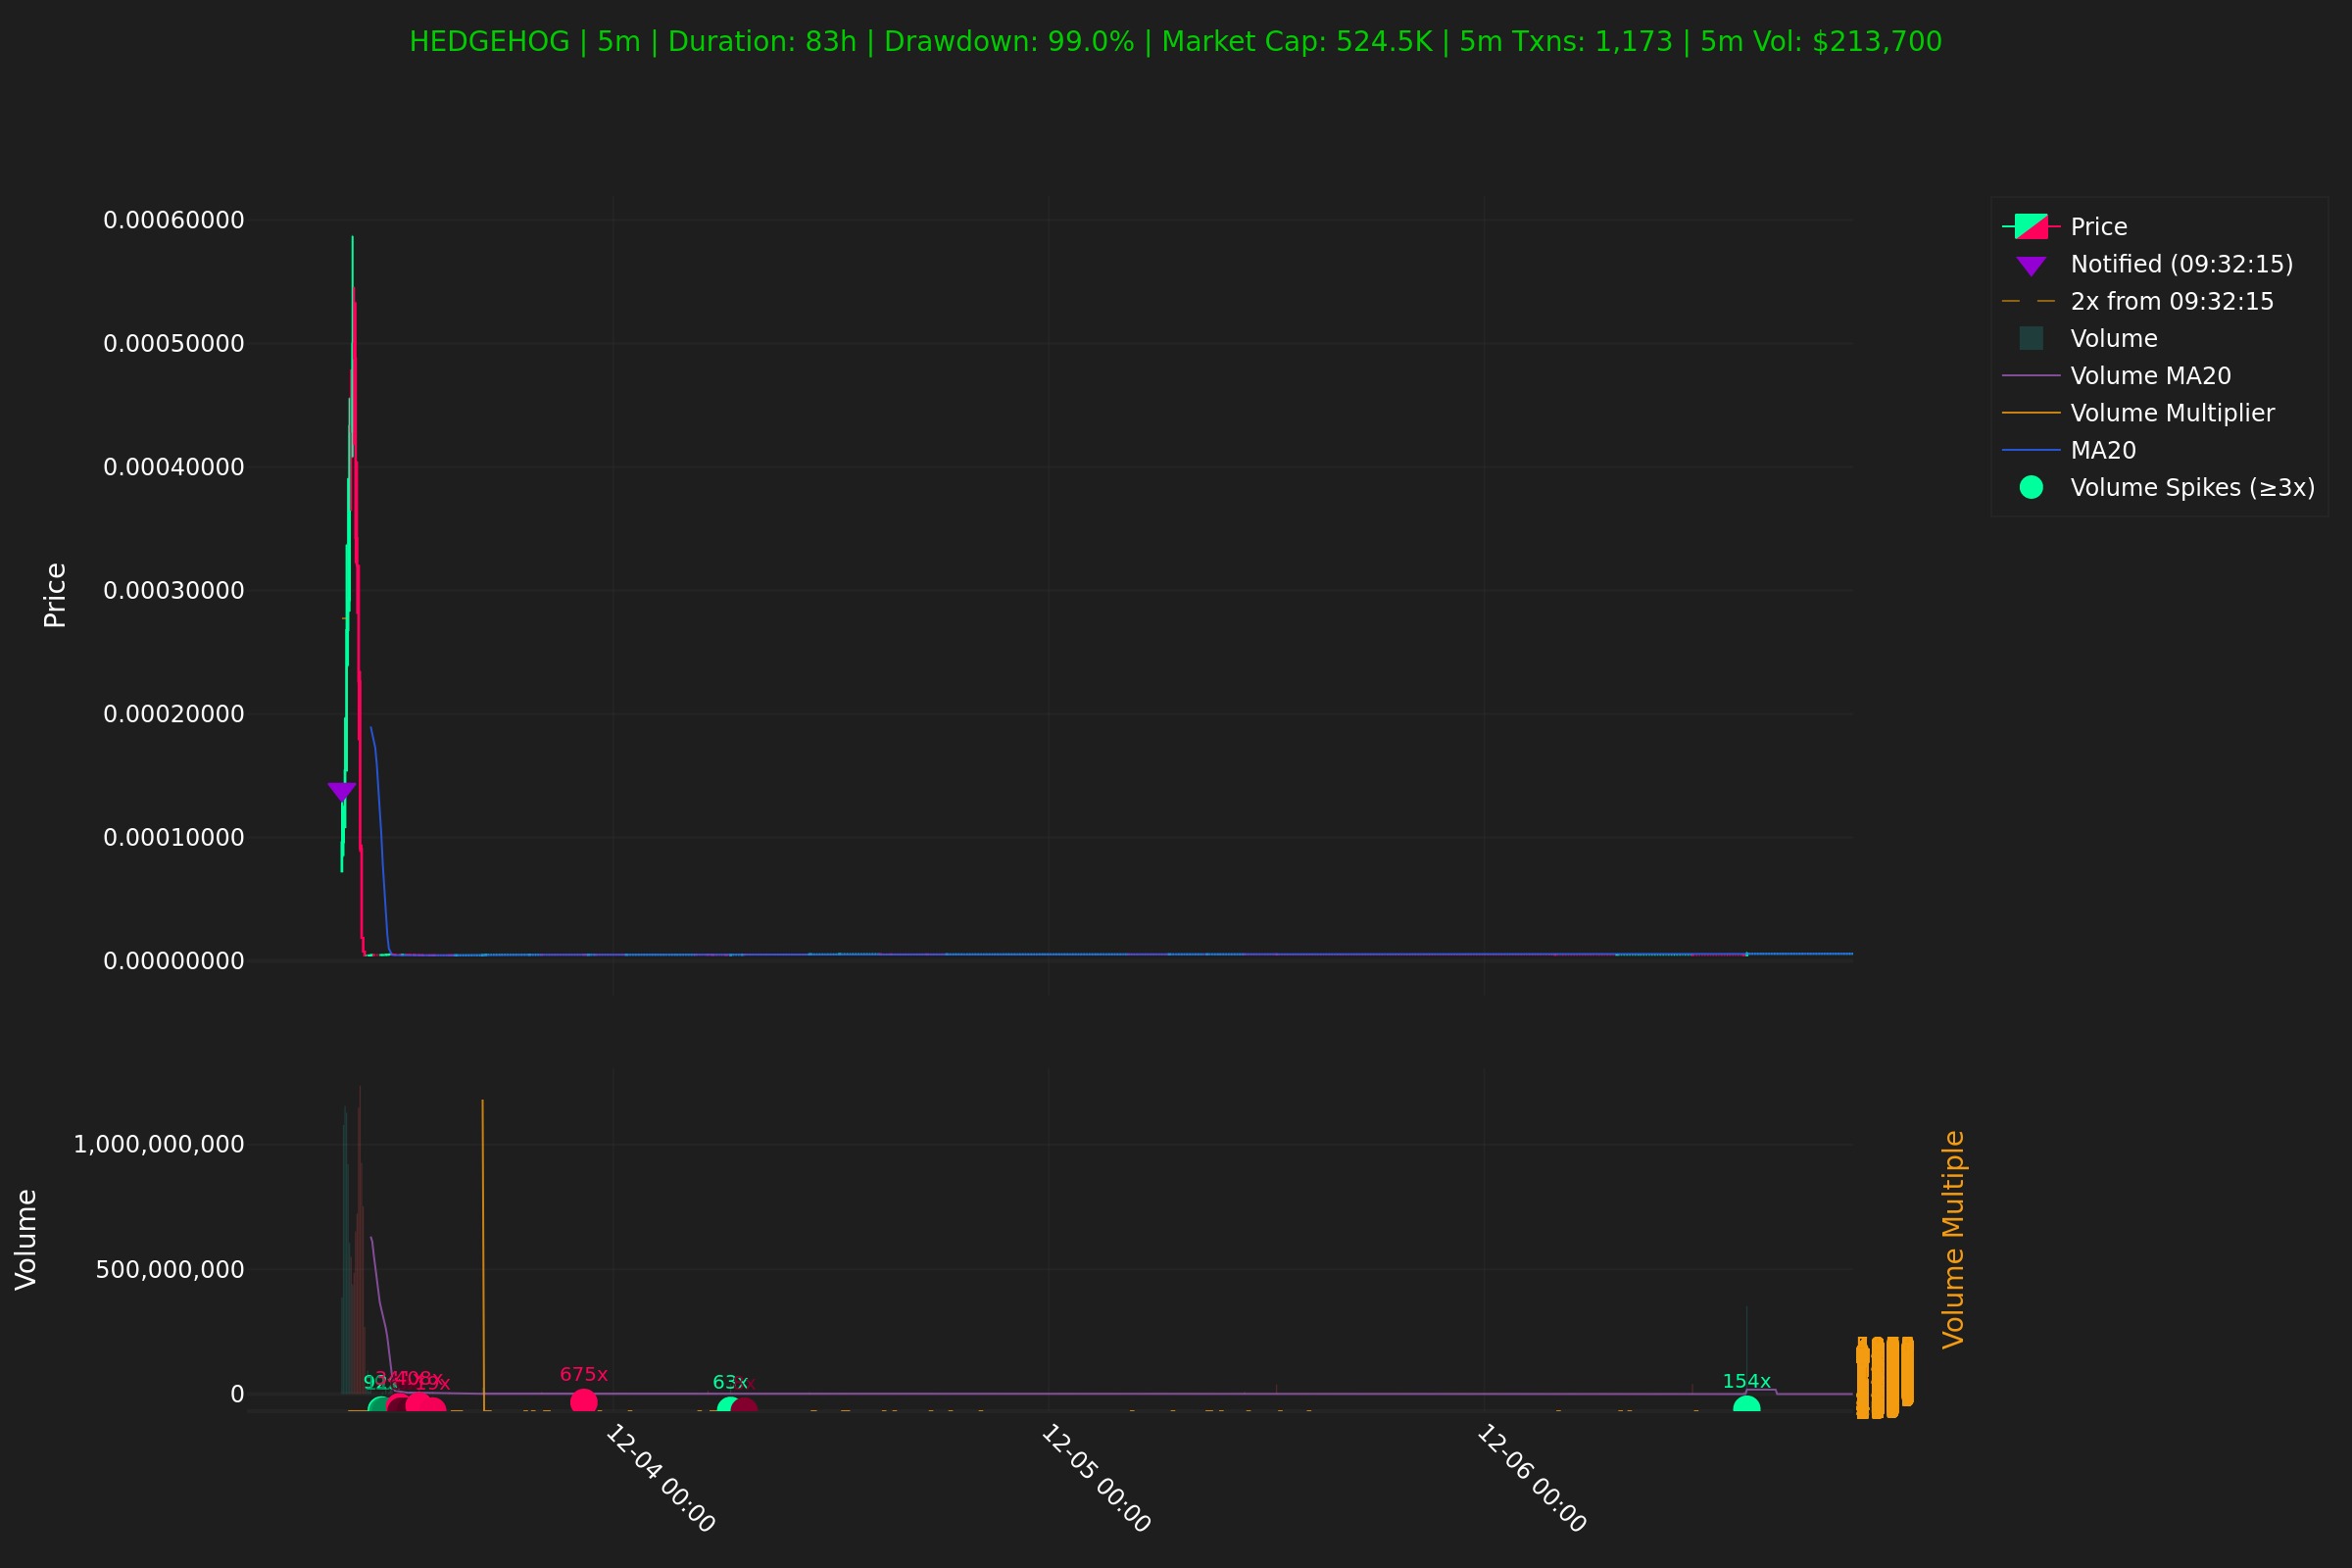 HEDGEHOG | 5m | Duration: 83h | Drawdown: 99.0% | Market Cap: 524.5K | 5m Txns: 1,173 | 5m Vol: $213,700
Price
0.00060000
0.00050000
0.00040000
0.00030000
0.00020000
0.00010000
0.00000000
Price
Notified (09:32:15)
2x from 09:32:15
Volume
Volume MA20
Volume Multiplier
MA20
Volume Spikes (≥3x)
Volume
1,000,000,000
500,000,000
0
675x
63x
154x
Volume Multiple
12-04 00:00
12-05 00:00
12-06 00:00